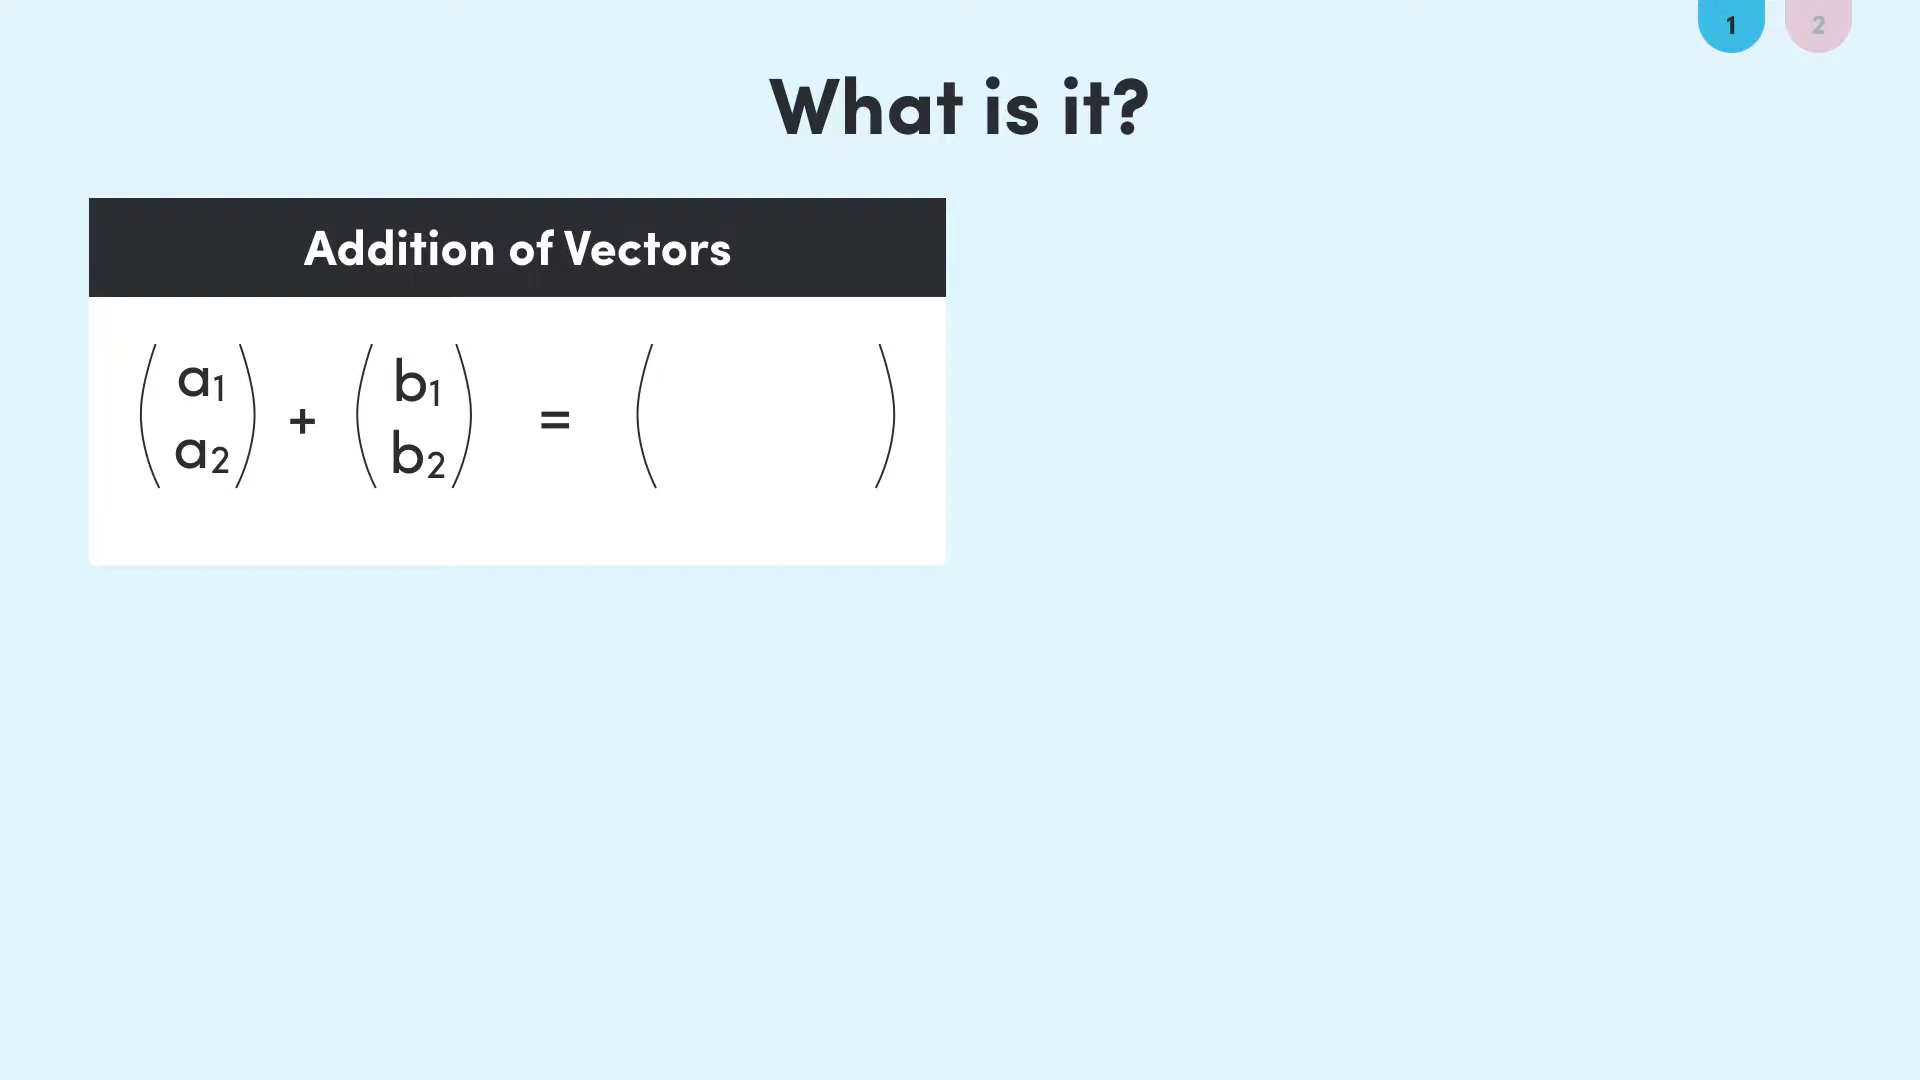 1 2
What is it?
Addition of Vectors
(a₁ a₂) + (b₁ b₂) = ( )